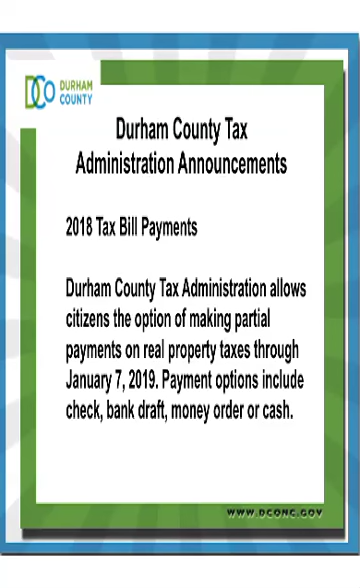 DCO DURHAM
COUNTY
Durham County Tax
Administration Announcements
2018 Tax Bill Payments
Durham County Tax Administration allows
citizens the option of making partial
payments on real property taxes through
January 7, 2019. Payment options include
check, bank draft, money order or cash.
WWW.DCONC.GOV